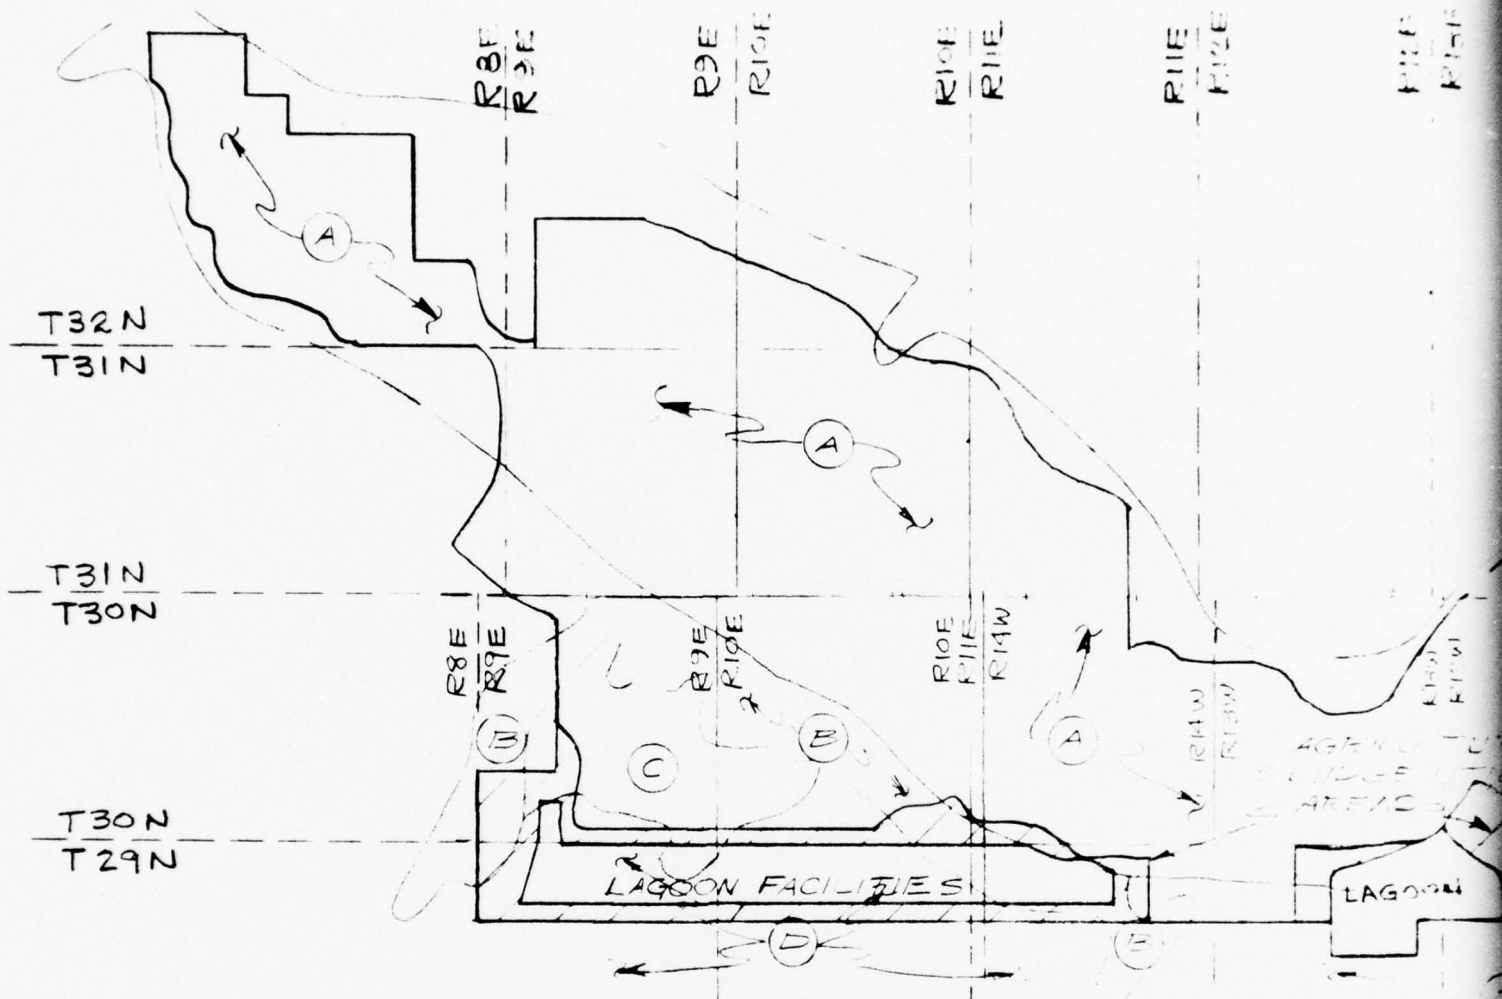 R8E
R9E
R9E
R10E
R10E
R11E
R11E
R12E
A
T32N
T31N
A
T31N
T30N
R8E
R9E
R9E
R10E
R10E
R11E
R14W
R14W
R13W
B
C
B
A
AREAS
T30N
T29N
LAGOON FACILITIES
LAGOON
D
B